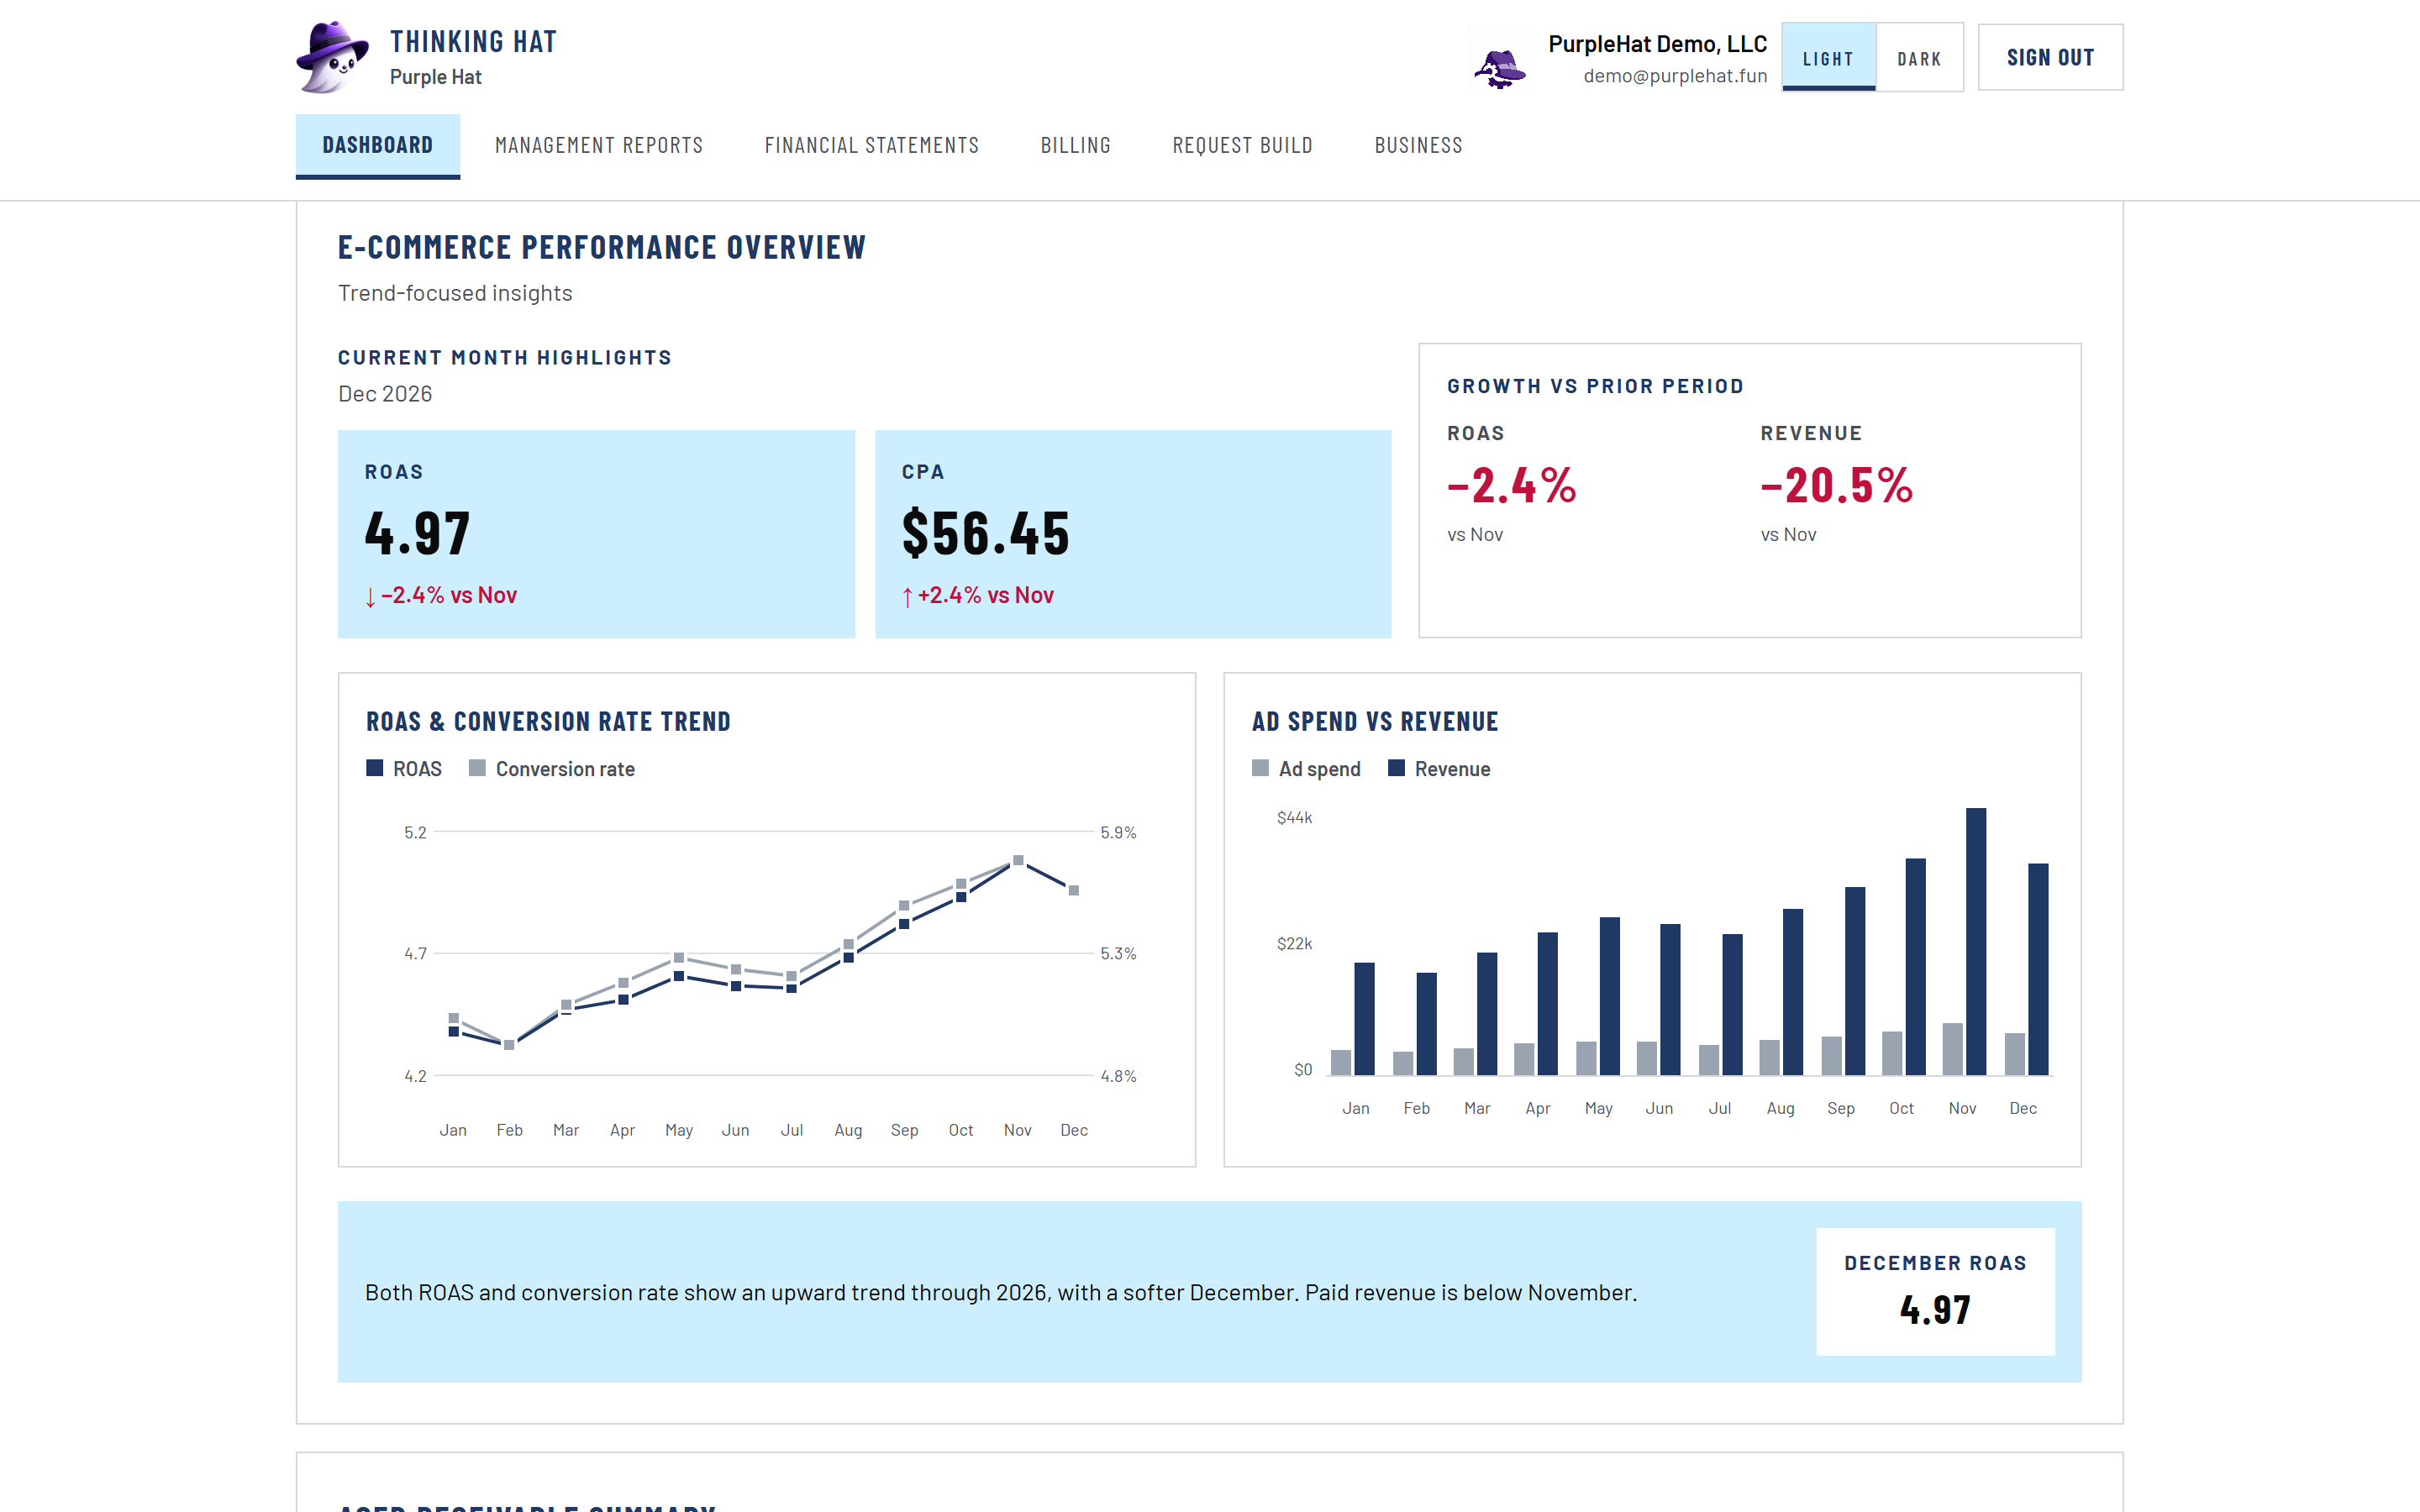 THINKING HAT
Purple Hat
PurpleHat Demo, LLC
demo@purplehat.fun
LIGHT
DARK
SIGN OUT
DASHBOARD
MANAGEMENT REPORTS
FINANCIAL STATEMENTS
BILLING
REQUEST BUILD
BUSINESS
E-COMMERCE PERFORMANCE OVERVIEW
Trend-focused insights
CURRENT MONTH HIGHLIGHTS
Dec 2026
ROAS
4.97
↓ −2.4% vs Nov
CPA
$56.45
↑ +2.4% vs Nov
GROWTH VS PRIOR PERIOD
ROAS
−2.4%
vs Nov
REVENUE
−20.5%
vs Nov
ROAS & CONVERSION RATE TREND
ROAS
Conversion rate
5.2
4.7
4.2
5.9%
5.3%
4.8%
Jan Feb Mar Apr May Jun Jul Aug Sep Oct Nov Dec
AD SPEND VS REVENUE
Ad spend
Revenue
$44k
$22k
$0
Jan Feb Mar Apr May Jun Jul Aug Sep Oct Nov Dec
Both ROAS and conversion rate show an upward trend through 2026, with a softer December. Paid revenue is below November.
DECEMBER ROAS
4.97
AGED RECEIVABLE SUMMARY